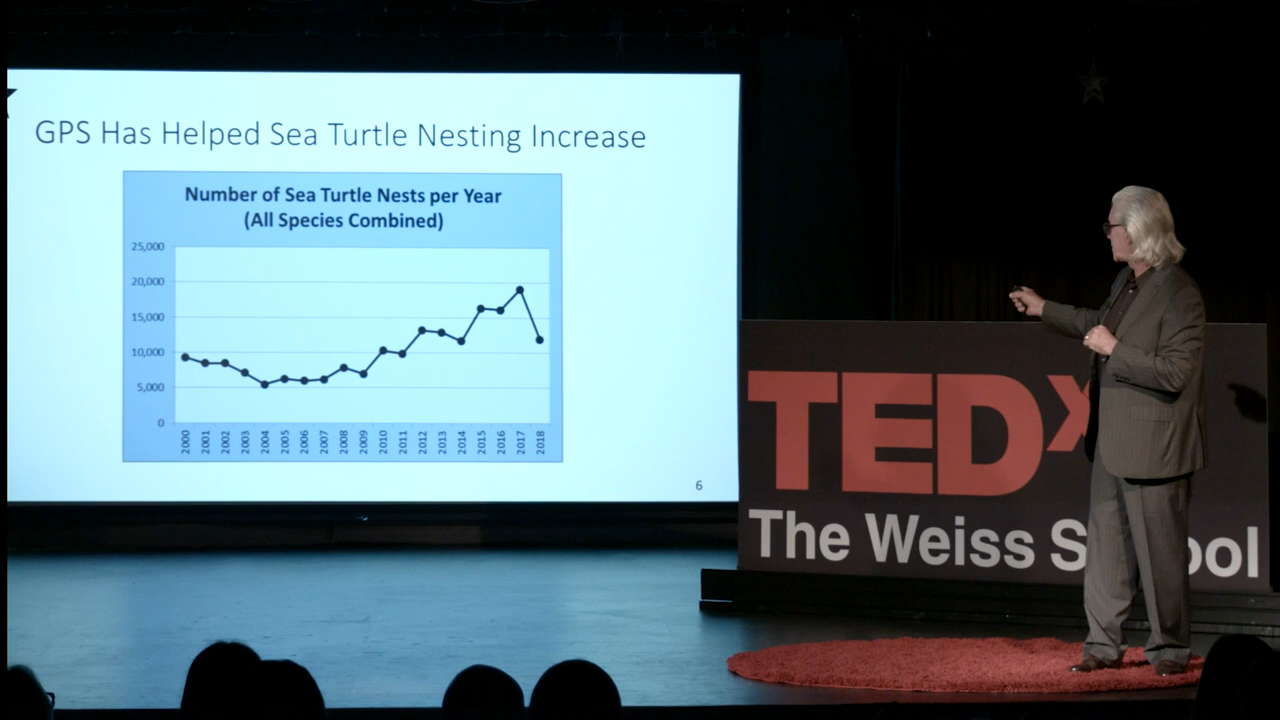 GPS Has Helped Sea Turtle Nesting Increase
Number of Sea Turtle Nests per Year
(All Species Combined)
25,000
20,000
15,000
10,000
5,000
0
2000 2001 2002 2003 2004 2005 2006 2007 2008 2009 2010 2011 2012 2013 2014 2015 2016 2017 2018
6
TEDx
The Weiss S ool